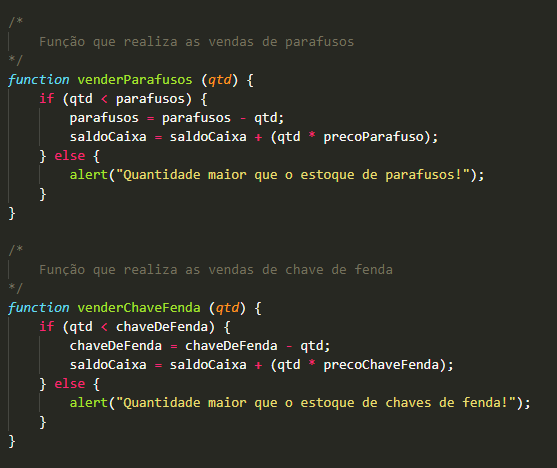 /*
    Função que realiza as vendas de parafusos
*/
function venderParafusos (qtd) {
    if (qtd < parafusos) {
        parafusos = parafusos - qtd;
        saldoCaixa = saldoCaixa + (qtd * precoParafuso);
    } else {
        alert("Quantidade maior que o estoque de parafusos!");
    }
}

/*
    Função que realiza as vendas de chave de fenda
*/
function venderChaveFenda (qtd) {
    if (qtd < chaveDeFenda) {
        chaveDeFenda = chaveDeFenda - qtd;
        saldoCaixa = saldoCaixa + (qtd * precoChaveFenda);
    } else {
        alert("Quantidade maior que o estoque de chaves de fenda!");
    }
}